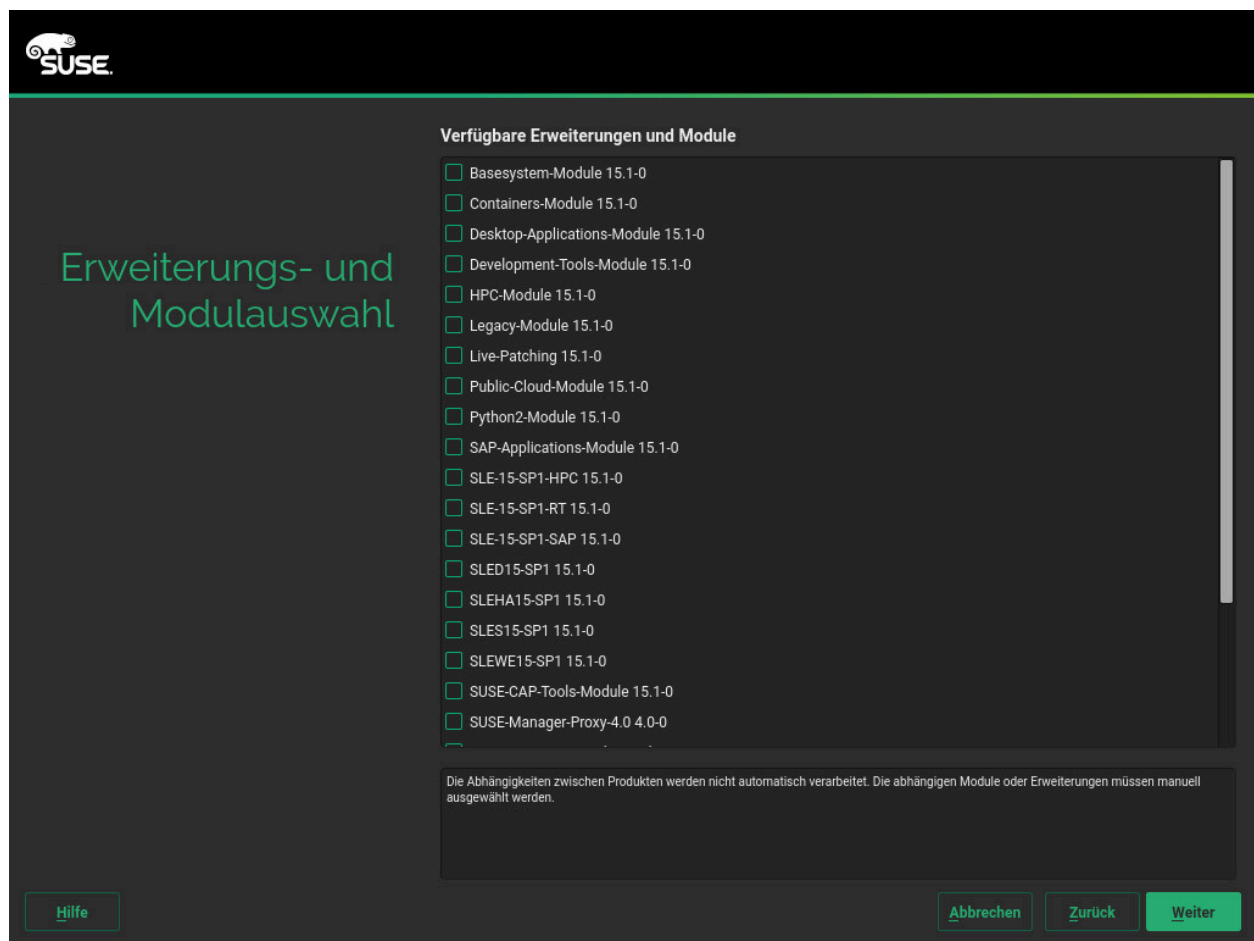 SUSE.
Verfügbare Erweiterungen und Module
Erweiterungs- und
Modulauswahl
Basesystem-Module 15.1-0
Containers-Module 15.1-0
Desktop-Applications-Module 15.1-0
Development-Tools-Module 15.1-0
HPC-Module 15.1-0
Legacy-Module 15.1-0
Live-Patching 15.1-0
Public-Cloud-Module 15.1-0
Python2-Module 15.1-0
SAP-Applications-Module 15.1-0
SLE-15-SP1-HPC 15.1-0
SLE-15-SP1-RT 15.1-0
SLE-15-SP1-SAP 15.1-0
SLED15-SP1 15.1-0
SLEHA15-SP1 15.1-0
SLES15-SP1 15.1-0
SLEWE15-SP1 15.1-0
SUSE-CAP-Tools-Module 15.1-0
SUSE-Manager-Proxy-4.0 4.0-0
Die Abhängigkeiten zwischen Produkten werden nicht automatisch verarbeitet. Die abhängigen Module oder Erweiterungen müssen manuell
ausgewählt werden.
Hilfe
Abbrechen
Zurück
Weiter